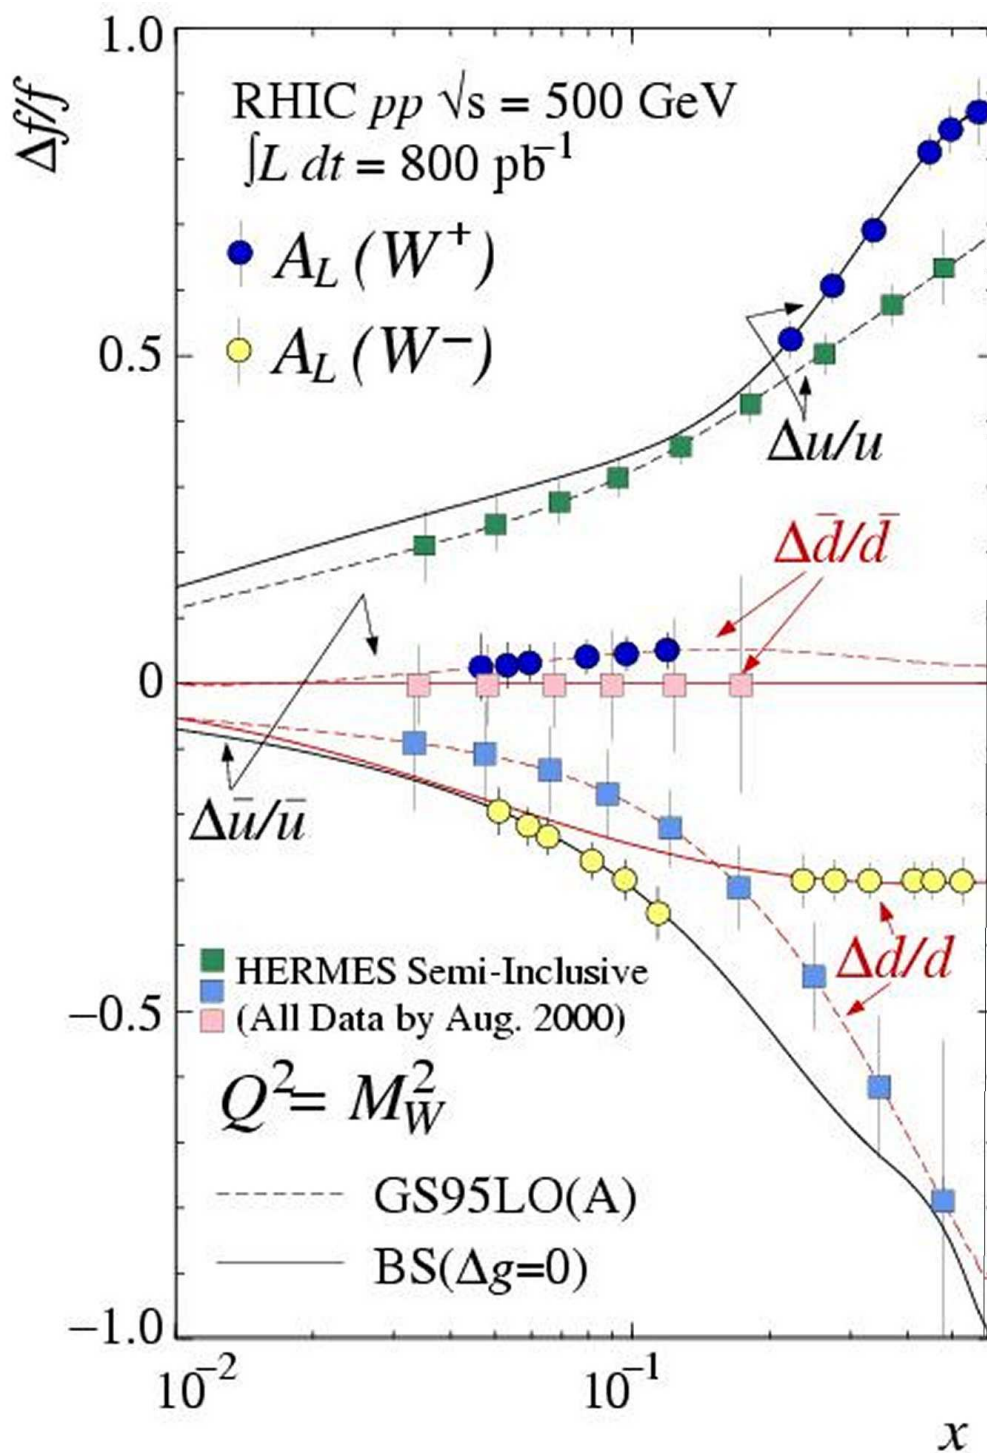 1.0
Δf/f
RHIC pp √s = 500 GeV
∫L dt = 800 pb⁻¹
A_L (W⁺)
A_L (W⁻)
0.5
Δu/u
Δd̄/d̄
0
Δū/ū
Δd/d
HERMES Semi-Inclusive
(All Data by Aug. 2000)
−0.5
Q² = M_W²
GS95LO(A)
BS(Δg=0)
−1.0
10⁻²
10⁻¹
x